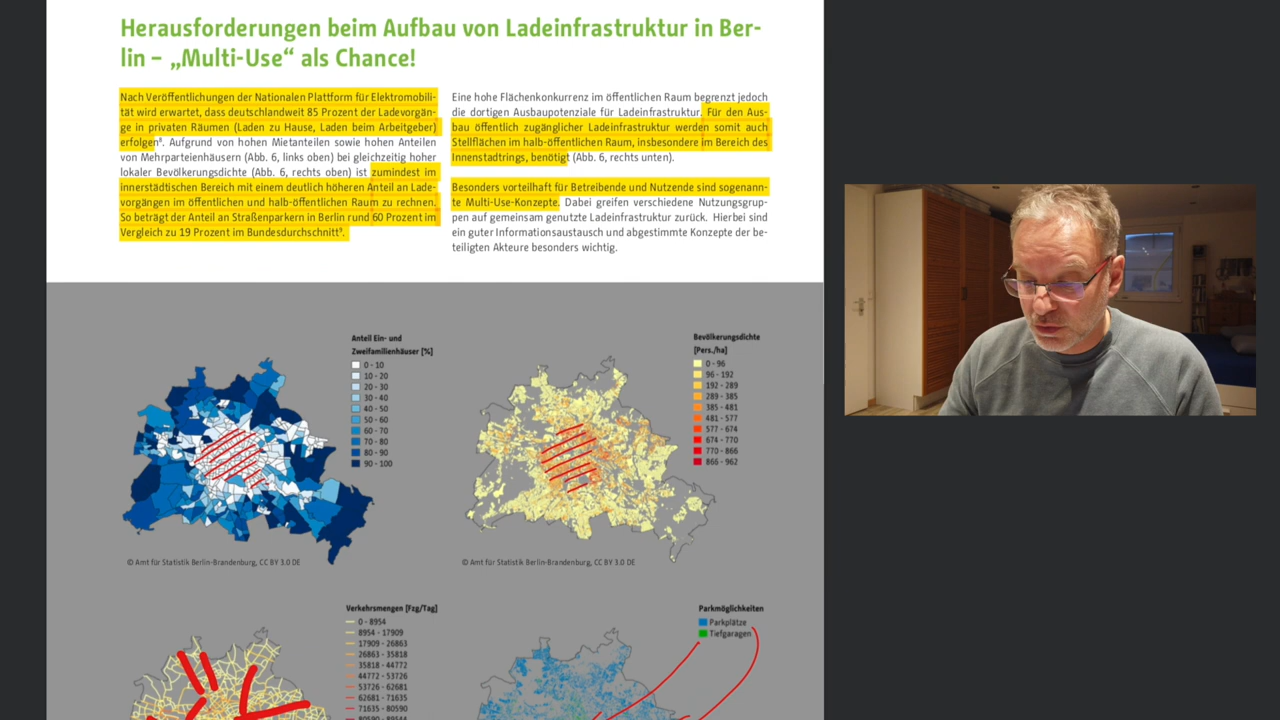 Herausforderungen beim Aufbau von Ladeinfrastruktur in Ber-
lin – „Multi-Use“ als Chance!
Nach Veröffentlichungen der Nationalen Plattform für Elektromobili-
tät wird erwartet, dass deutschlandweit 85 Prozent der Ladevorgän-
ge in privaten Räumen (Laden zu Hause, Laden beim Arbeitgeber)
erfolgen⁸. Aufgrund von hohen Mietanteilen sowie hohen Anteilen
von Mehrparteienhäusern (Abb. 6, links oben) bei gleichzeitig hoher
lokaler Bevölkerungsdichte (Abb. 6, rechts oben) ist zumindest im
innerstädtischen Bereich mit einem deutlich höheren Anteil an Lade-
vorgängen im öffentlichen und halb-öffentlichen Raum zu rechnen.
So beträgt der Anteil an Straßenparkern in Berlin rund 60 Prozent im
Vergleich zu 19 Prozent im Bundesdurchschnitt⁹.
Eine hohe Flächenkonkurrenz im öffentlichen Raum begrenzt jedoch
die dortigen Ausbaupotenziale für Ladeinfrastruktur. Für den Aus-
bau öffentlich zugänglicher Ladeinfrastruktur werden somit auch
Stellflächen im halb-öffentlichen Raum, insbesondere im Bereich des
Innenstadtrings, benötigt (Abb. 6, rechts unten).
Besonders vorteilhaft für Betreibende und Nutzende sind sogenann-
te Multi-Use-Konzepte. Dabei greifen verschiedene Nutzungsgrup-
pen auf gemeinsam genutzte Ladeinfrastruktur zurück. Hierbei sind
ein guter Informationsaustausch und abgestimmte Konzepte der be-
teiligten Akteure besonders wichtig.
Anteil Ein- und
Zweifamilienhäuser [%]
0 - 10
10 - 20
20 - 30
30 - 40
40 - 50
50 - 60
60 - 70
70 - 80
80 - 90
90 - 100
© Amt für Statistik Berlin-Brandenburg, CC BY 3.0 DE
Bevölkerungsdichte
[Pers./ha]
0 - 96
96 - 192
192 - 289
289 - 385
385 - 481
481 - 577
577 - 674
674 - 770
770 - 866
866 - 962
© Amt für Statistik Berlin-Brandenburg, CC BY 3.0 DE
Verkehrsmengen [Fzg/Tag]
0 - 8954
8954 - 17909
17909 - 26863
26863 - 35818
35818 - 44772
44772 - 53726
53726 - 62681
62681 - 71635
71635 - 80590
80590 - 89544
Parkmöglichkeiten
Parkplätze
Tiefgaragen